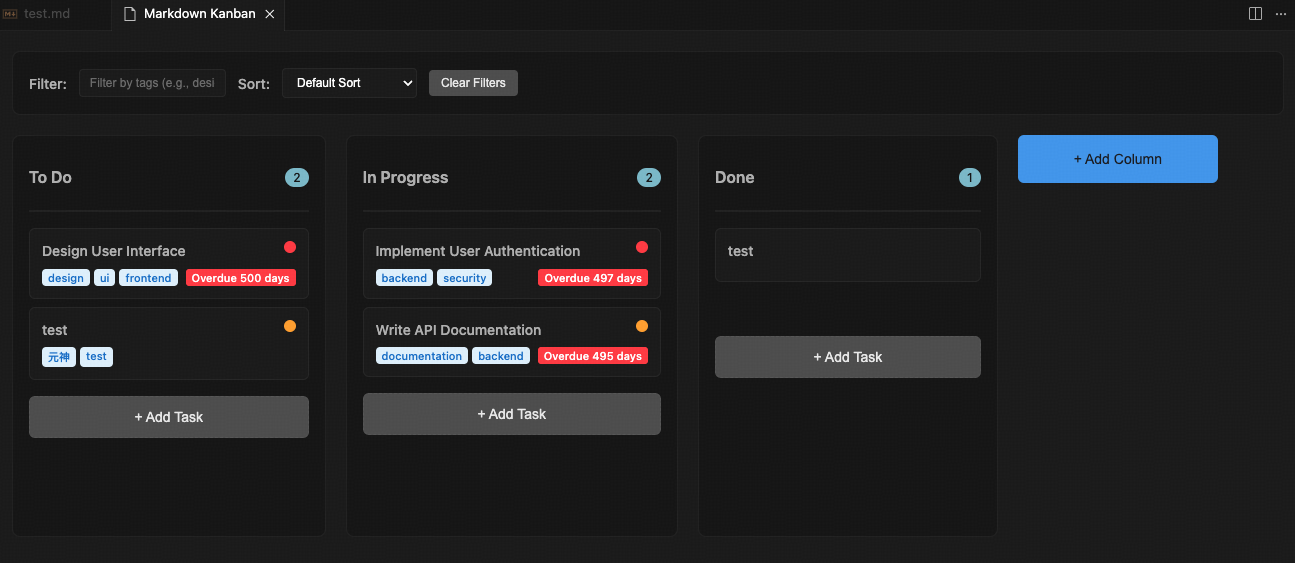 test.md
Markdown Kanban
Filter:
Filter by tags (e.g., desi
Sort:
Default Sort
Clear Filters
To Do
2
Design User Interface
design
ui
frontend
Overdue 500 days
test
元神
test
+ Add Task
In Progress
2
Implement User Authentication
backend
security
Overdue 497 days
Write API Documentation
documentation
backend
Overdue 495 days
+ Add Task
Done
1
test
+ Add Task
+ Add Column